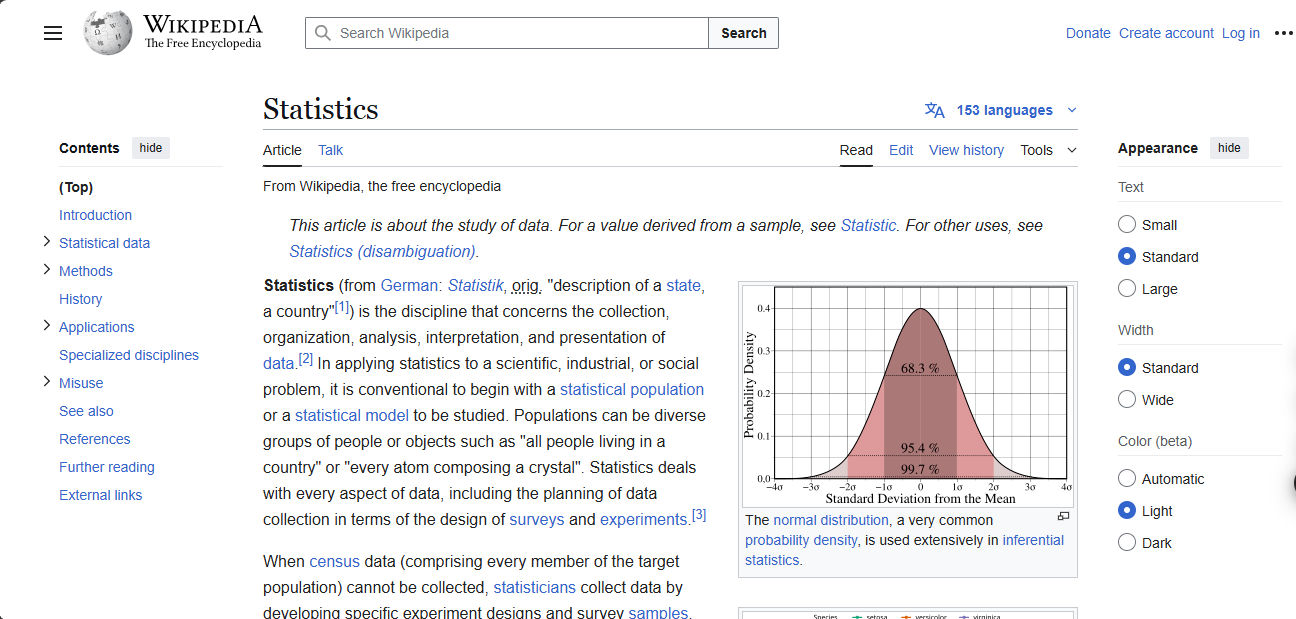 WIKIPEDIA
The Free Encyclopedia
Search Wikipedia
Search
Donate Create account Log in
Contents hide
(Top)
Introduction
Statistical data
Methods
History
Applications
Specialized disciplines
Misuse
See also
References
Further reading
External links
Statistics
153 languages
Article Talk
Read Edit View history Tools
From Wikipedia, the free encyclopedia
This article is about the study of data. For a value derived from a sample, see Statistic. For other uses, see
Statistics (disambiguation).
Statistics (from German: Statistik, orig. "description of a state,
a country"[1]) is the discipline that concerns the collection,
organization, analysis, interpretation, and presentation of
data.[2] In applying statistics to a scientific, industrial, or social
problem, it is conventional to begin with a statistical population
or a statistical model to be studied. Populations can be diverse
groups of people or objects such as "all people living in a
country" or "every atom composing a crystal". Statistics deals
with every aspect of data, including the planning of data
collection in terms of the design of surveys and experiments.[3]
When census data (comprising every member of the target
population) cannot be collected, statisticians collect data by
developing specific experiment designs and survey samples.
Probability Density
0.4
0.3
0.2
0.1
0.0
68.3 %
95.4 %
99.7 %
−4σ −3σ −2σ −1σ 0 1σ 2σ 3σ 4σ
Standard Deviation from the Mean
The normal distribution, a very common
probability density, is used extensively in inferential
statistics.
Species setosa versicolor virginica
Appearance hide
Text
Small
Standard
Large
Width
Standard
Wide
Color (beta)
Automatic
Light
Dark